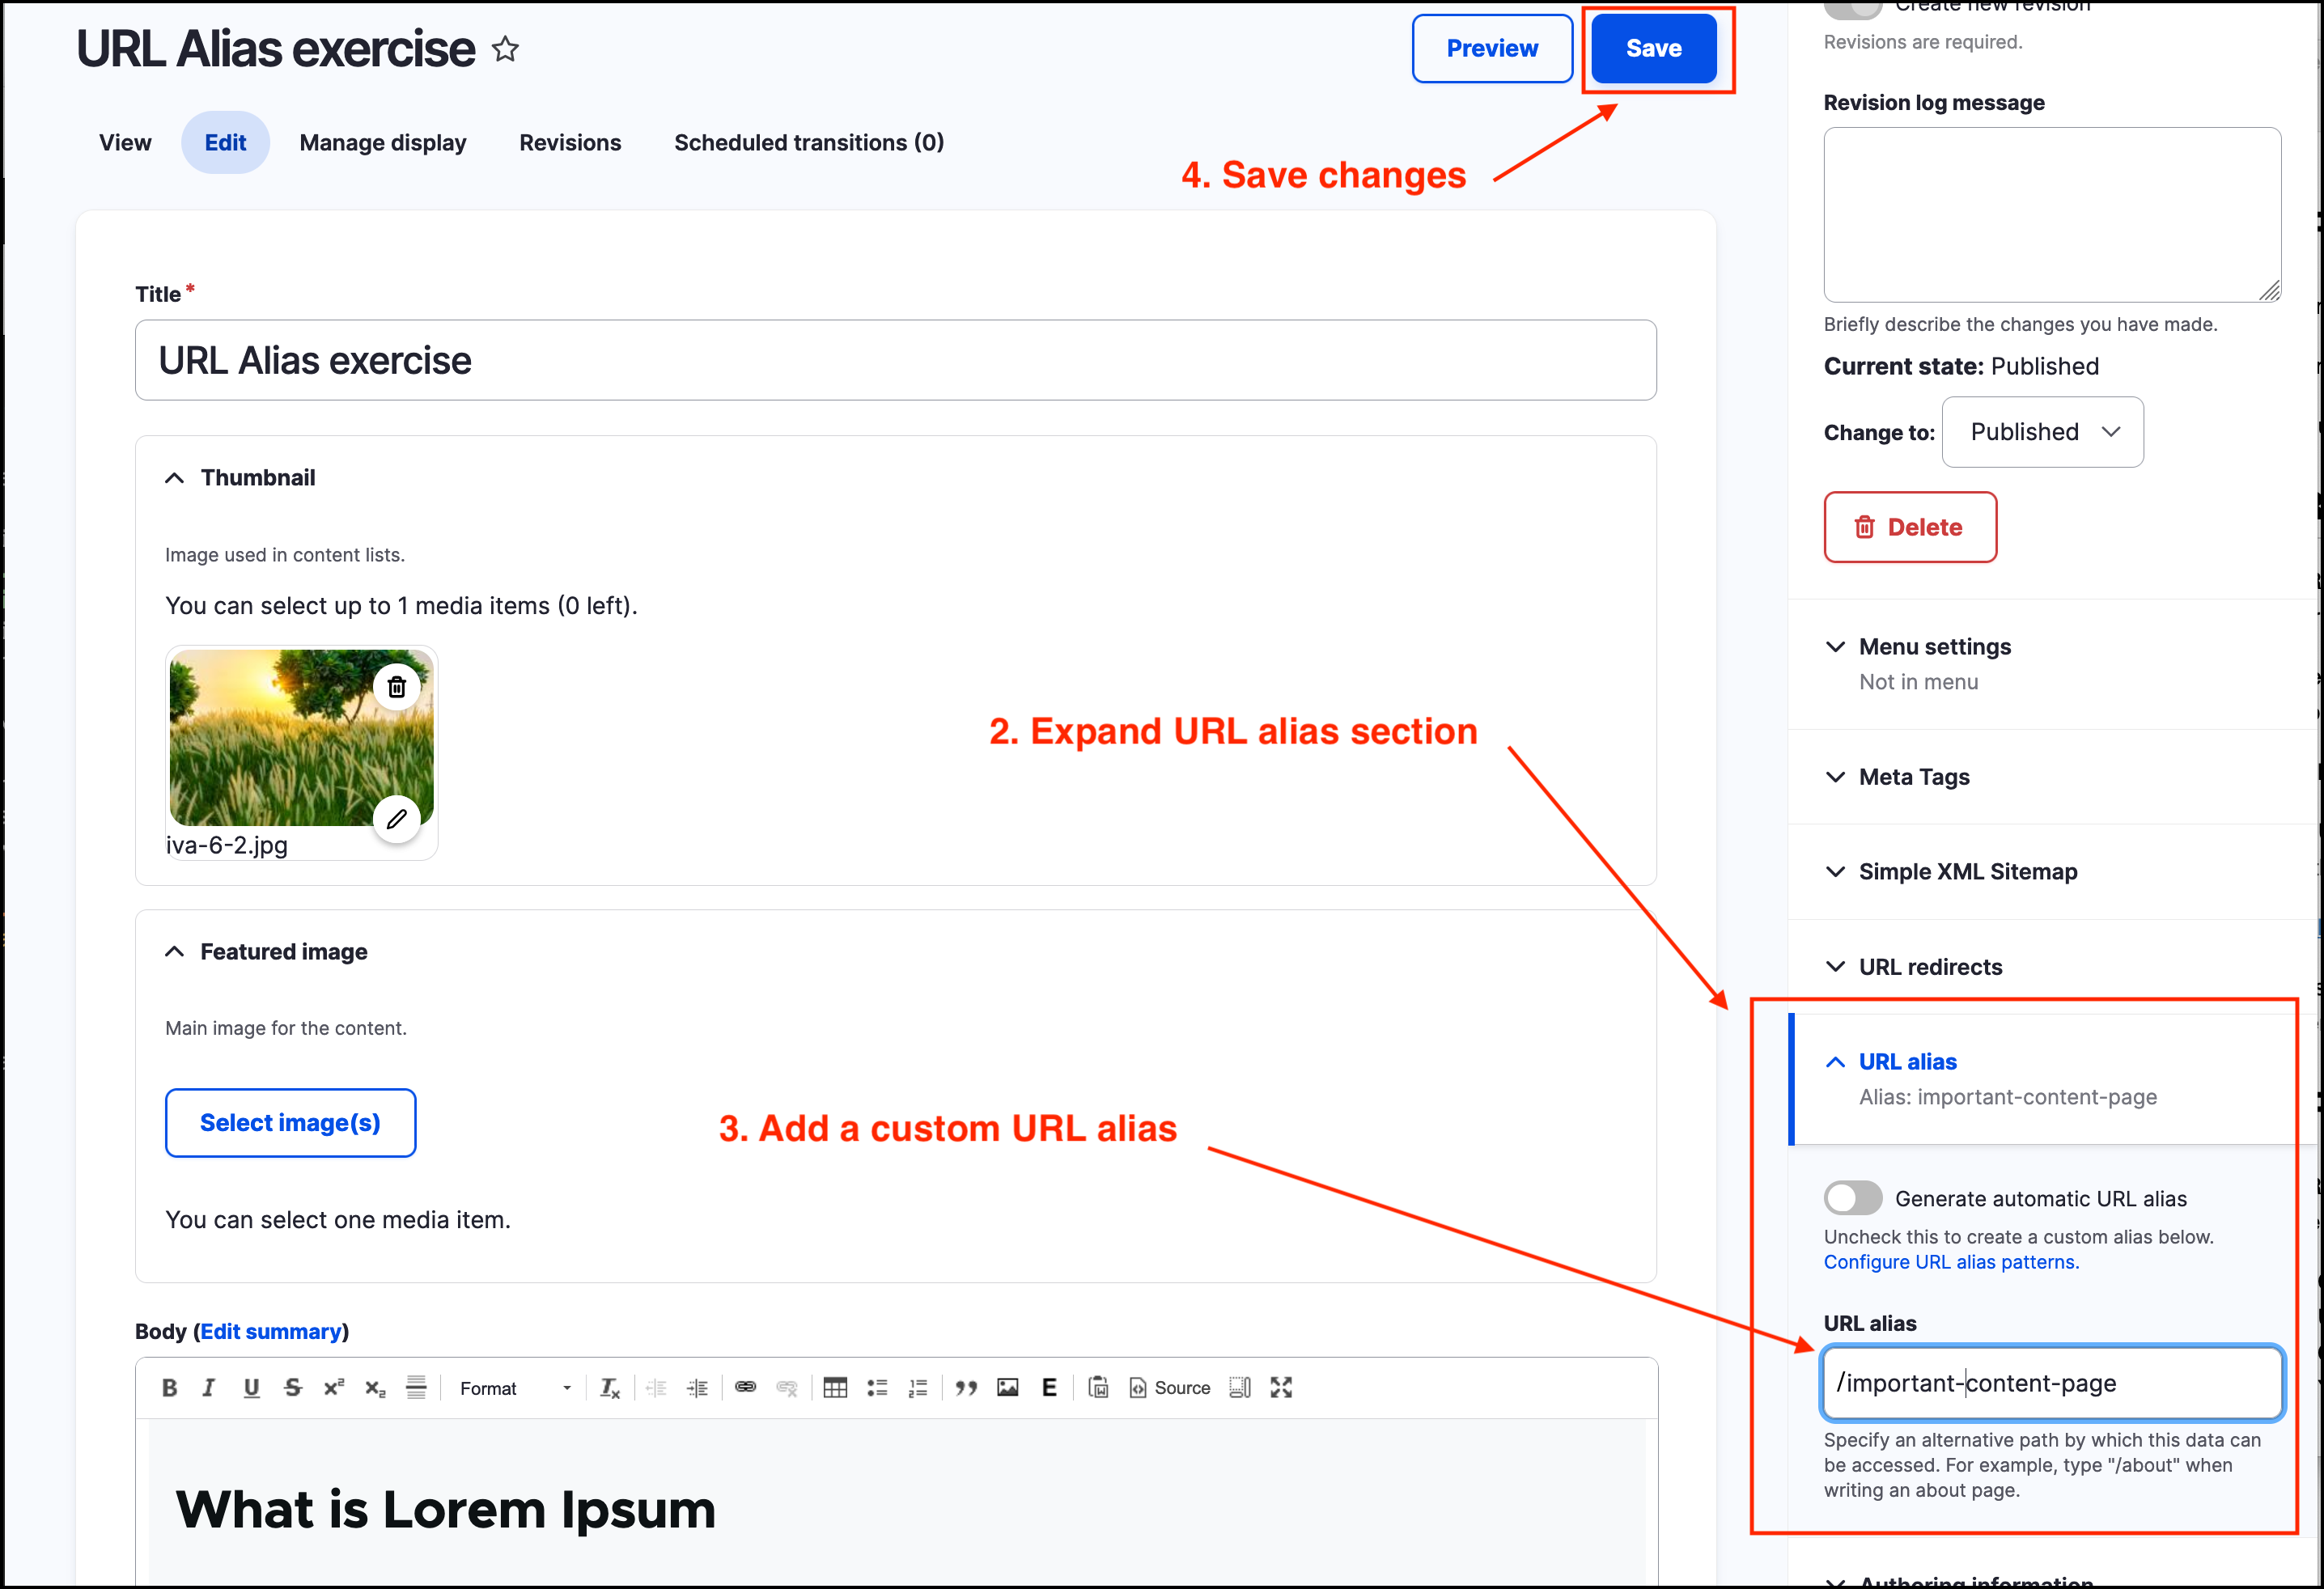 URL Alias exercise
Preview
Save
View
Edit
Manage display
Revisions
Scheduled transitions (0)
4. Save changes
Title *
URL Alias exercise
Thumbnail
Image used in content lists.
You can select up to 1 media items (0 left).
iva-6-2.jpg
2. Expand URL alias section
Featured image
Main image for the content.
Select image(s)
You can select one media item.
3. Add a custom URL alias
Body (Edit summary)
Format
Source
What is Lorem Ipsum
Create new revision
Revisions are required.
Revision log message
Briefly describe the changes you have made.
Current state: Published
Change to: Published
Delete
Menu settings
Not in menu
Meta Tags
Simple XML Sitemap
URL redirects
URL alias
Alias: important-content-page
Generate automatic URL alias
Uncheck this to create a custom alias below.
Configure URL alias patterns.
URL alias
/important-content-page
Specify an alternative path by which this data can
be accessed. For example, type "/about" when
writing an about page.
Authoring information